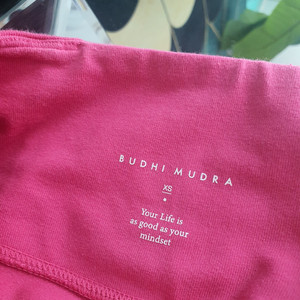 BUDHI MUDRA
XS
Your Life is
as good as your
mindset